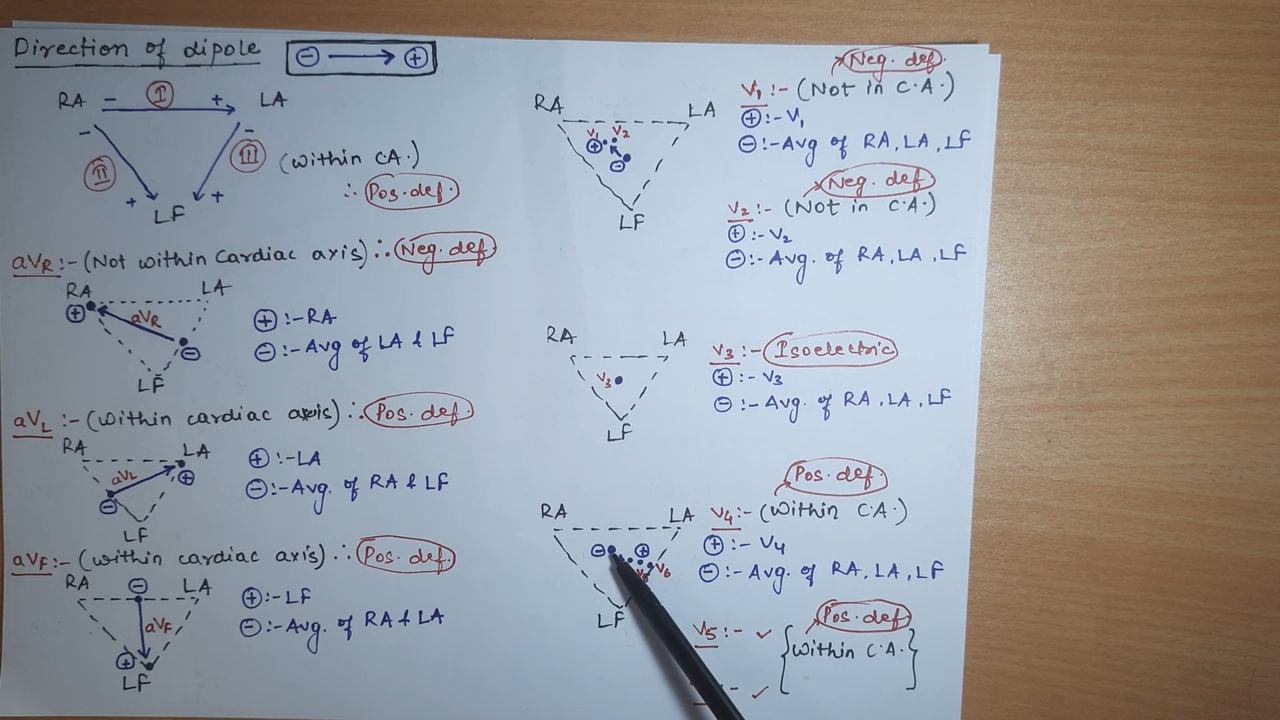 Direction of dipole ⊖ → ⊕
RA − I + LA
− −
II III (within CA.)
+ + ∴ Pos. def.
LF
aVR :- (Not within Cardiac axis) ∴ Neg. def
RA LA
⊕ aVR ⊖
LF
⊕ :- RA
⊖ :- Avg of LA & LF
aVL :- (within cardiac axis) ∴ Pos. def.
RA LA
aVL ⊕
⊖
LF
⊕ :- LA
⊖ :- Avg. of RA & LF
aVF :- (within cardiac axis) ∴ Pos. def.
RA ⊖ LA
aVF
⊕
LF
⊕ :- LF
⊖ :- Avg. of RA & LA
RA LA
V1 V2
⊕
⊖
LF
Neg. def.
V1 :- (Not in C.A.)
⊕ :- V1
⊖ :- Avg of RA, LA, LF
Neg. def
V2 :- (Not in C.A.)
⊕ :- V2
⊖ :- Avg. of RA, LA, LF
RA LA
V3
LF
V3 :- Isoelectric
⊕ :- V3
⊖ :- Avg. of RA, LA, LF
RA LA
⊖ ⊕
V6
LF
Pos. def.
V4 :- (Within C.A.)
⊕ :- V4
⊖ :- Avg. of RA, LA, LF
Pos. def
V5 :- ✓ {Within C.A.}
- ✓